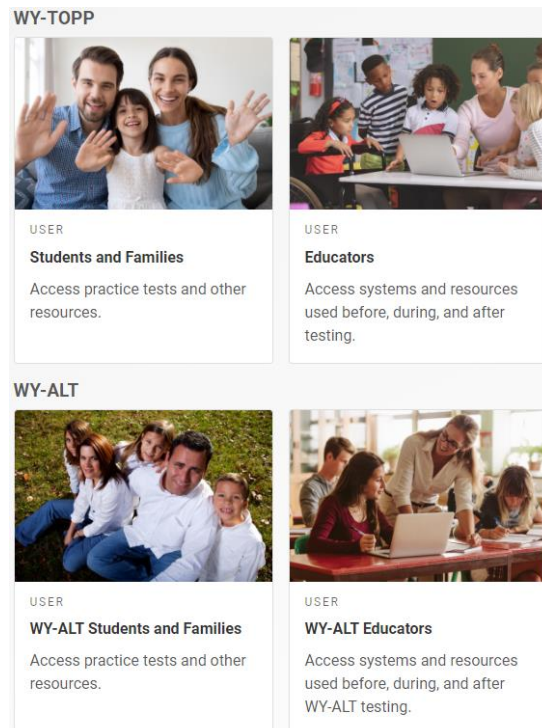 WY-TOPP
USER
Students and Families
Access practice tests and other
resources.
USER
Educators
Access systems and resources
used before, during, and after
testing.
WY-ALT
USER
WY-ALT Students and Families
Access practice tests and other
resources.
USER
WY-ALT Educators
Access systems and resources
used before, during, and after
WY-ALT testing.